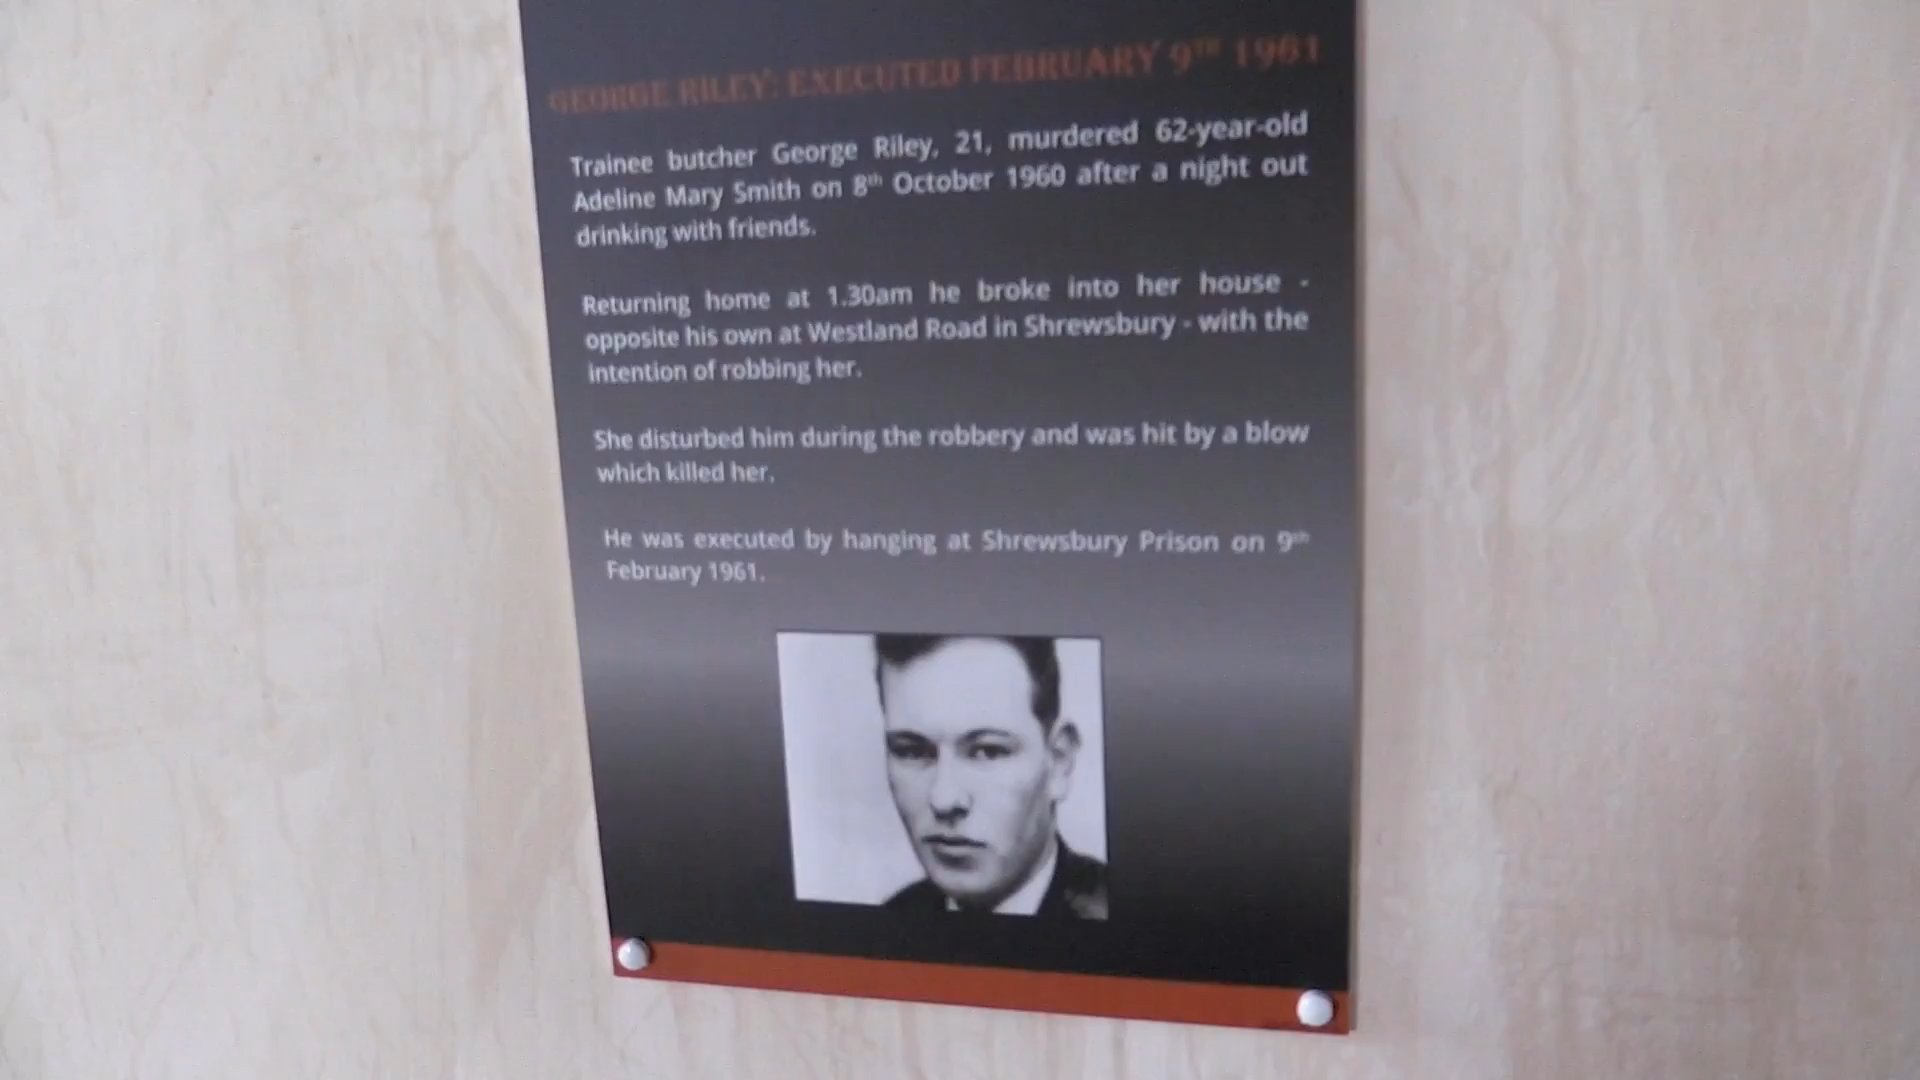 GEORGE RILEY: EXECUTED FEBRUARY 9TH 1961
Trainee butcher George Riley, 21, murdered 62-year-old
Adeline Mary Smith on 8th October 1960 after a night out
drinking with friends.
Returning home at 1.30am he broke into her house -
opposite his own at Westland Road in Shrewsbury - with the
intention of robbing her.
She disturbed him during the robbery and was hit by a blow
which killed her.
He was executed by hanging at Shrewsbury Prison on 9th
February 1961.